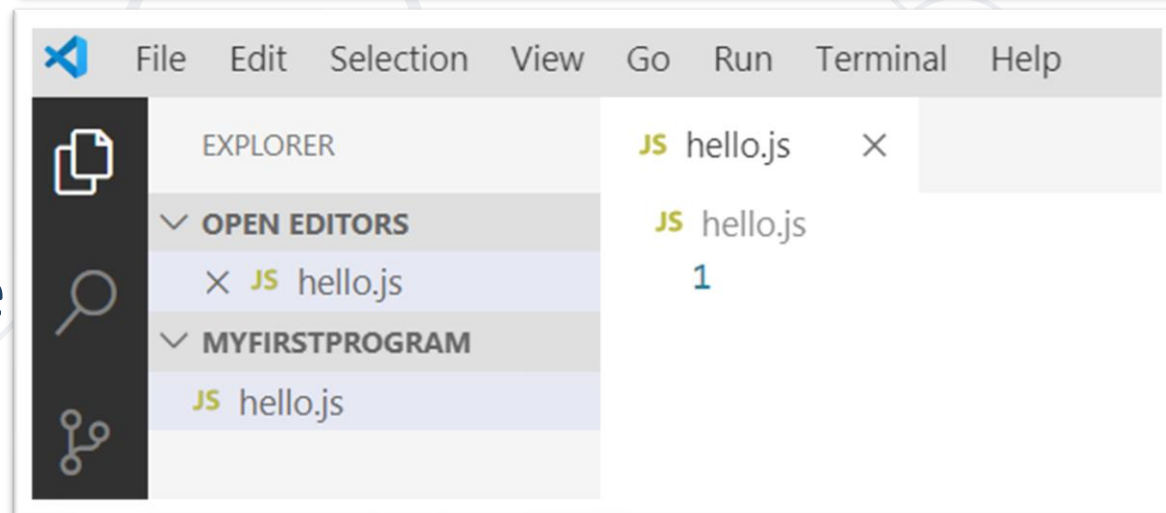 File Edit Selection View Go Run Terminal Help
EXPLORER
OPEN EDITORS
JS hello.js
MYFIRSTPROGRAM
JS hello.js
JS hello.js
JS hello.js
1
e